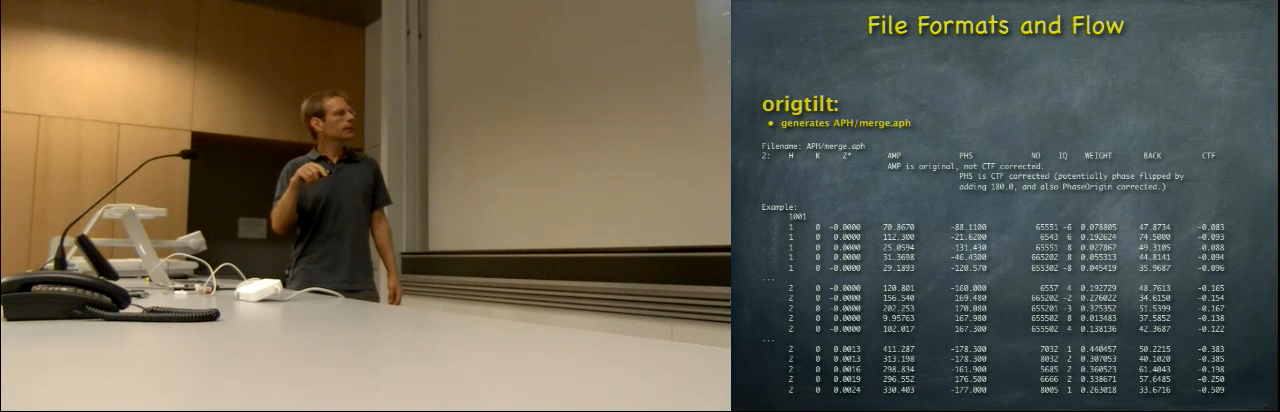 File Formats and Flow
origtilt:
• generates APH/merge.aph
Filename: APH/merge.aph
2: H K Z* AMP PHS NO IQ WEIGHT BACK CTF
AMP is original, not CTF corrected.
PHS is CTF corrected (potentially phase flipped by
adding 180.0, and also PhaseOrigin corrected.)
Example:
1001
1 0 -0.0000 70.8670 -88.1100 65551 -6 0.078805 47.8734 -0.083
1 0 -0.0000 112.300 -21.6200 6543 6 0.192624 74.5000 -0.093
1 0 -0.0000 25.0594 -131.430 65551 8 0.027867 49.3105 -0.088
1 0 -0.0000 31.3698 -46.4300 665202 8 0.055313 44.8141 -0.094
1 0 -0.0000 29.1893 -120.570 655302 -8 0.045419 35.9687 -0.096
...
2 0 -0.0000 120.801 -160.000 6557 4 0.192729 48.7613 -0.165
2 0 -0.0000 156.540 169.480 665202 -2 0.276022 34.6150 -0.154
2 0 -0.0000 202.253 170.080 655201 -3 0.375352 51.5399 -0.167
2 0 -0.0000 9.95763 167.980 655502 8 0.013483 37.5852 -0.138
2 0 -0.0000 102.017 167.300 655502 4 0.138136 42.3687 -0.122
...
2 0 0.0013 411.287 -178.300 7032 1 0.440457 50.2215 -0.383
2 0 0.0013 313.198 -178.300 8032 2 0.307053 40.1020 -0.385
2 0 0.0016 298.834 -161.900 5685 2 0.360523 61.4043 -0.198
2 0 0.0019 296.552 176.500 6666 2 0.338671 57.6485 -0.250
2 0 0.0024 330.403 -177.000 8005 1 0.263018 33.6716 -0.509